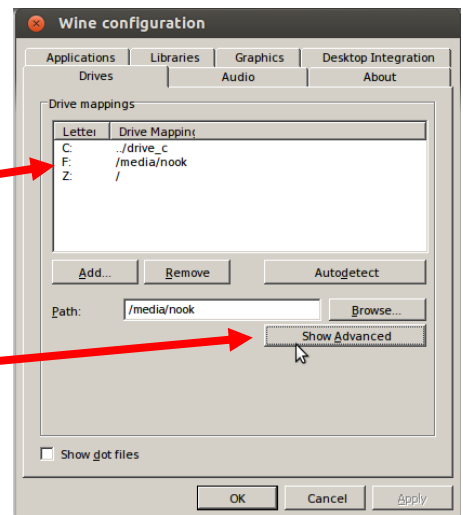 Wine configuration
Applications Libraries Graphics Desktop Integration
Drives Audio About
Drive mappings
Letter Drive Mapping
C: ../drive_c
F: /media/nook
Z: /
Add... Remove Autodetect
Path: /media/nook Browse...
Show Advanced
Show dot files
OK Cancel Apply